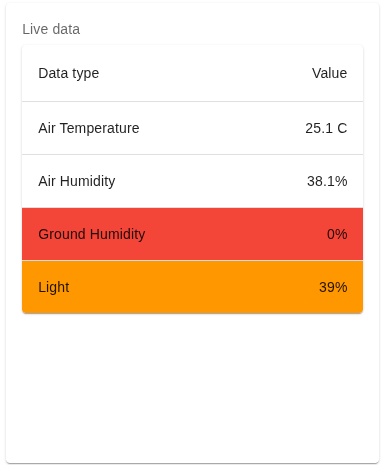 Live data
Data type Value
Air Temperature 25.1 C
Air Humidity 38.1%
Ground Humidity 0%
Light 39%